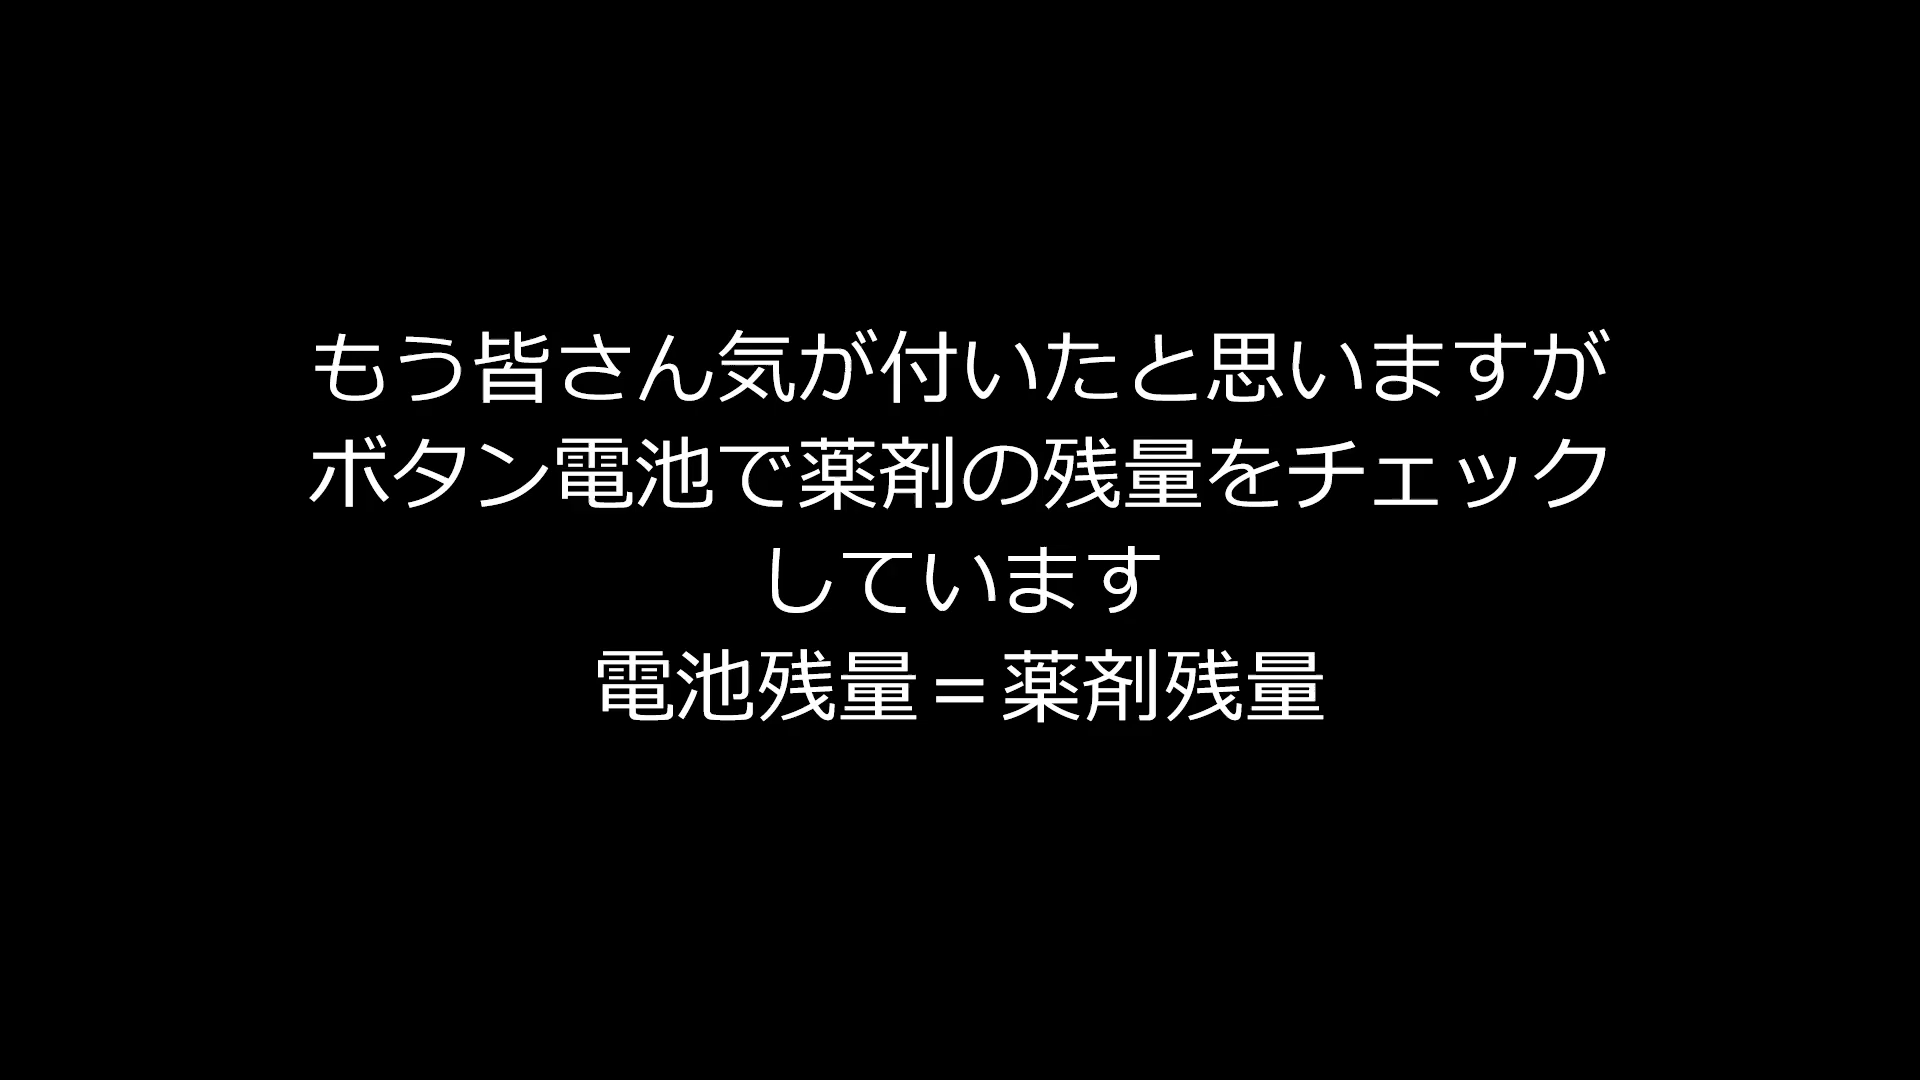 もう皆さん気が付いたと思いますが
ボタン電池で薬剤の残量をチェック
しています
電池残量＝薬剤残量